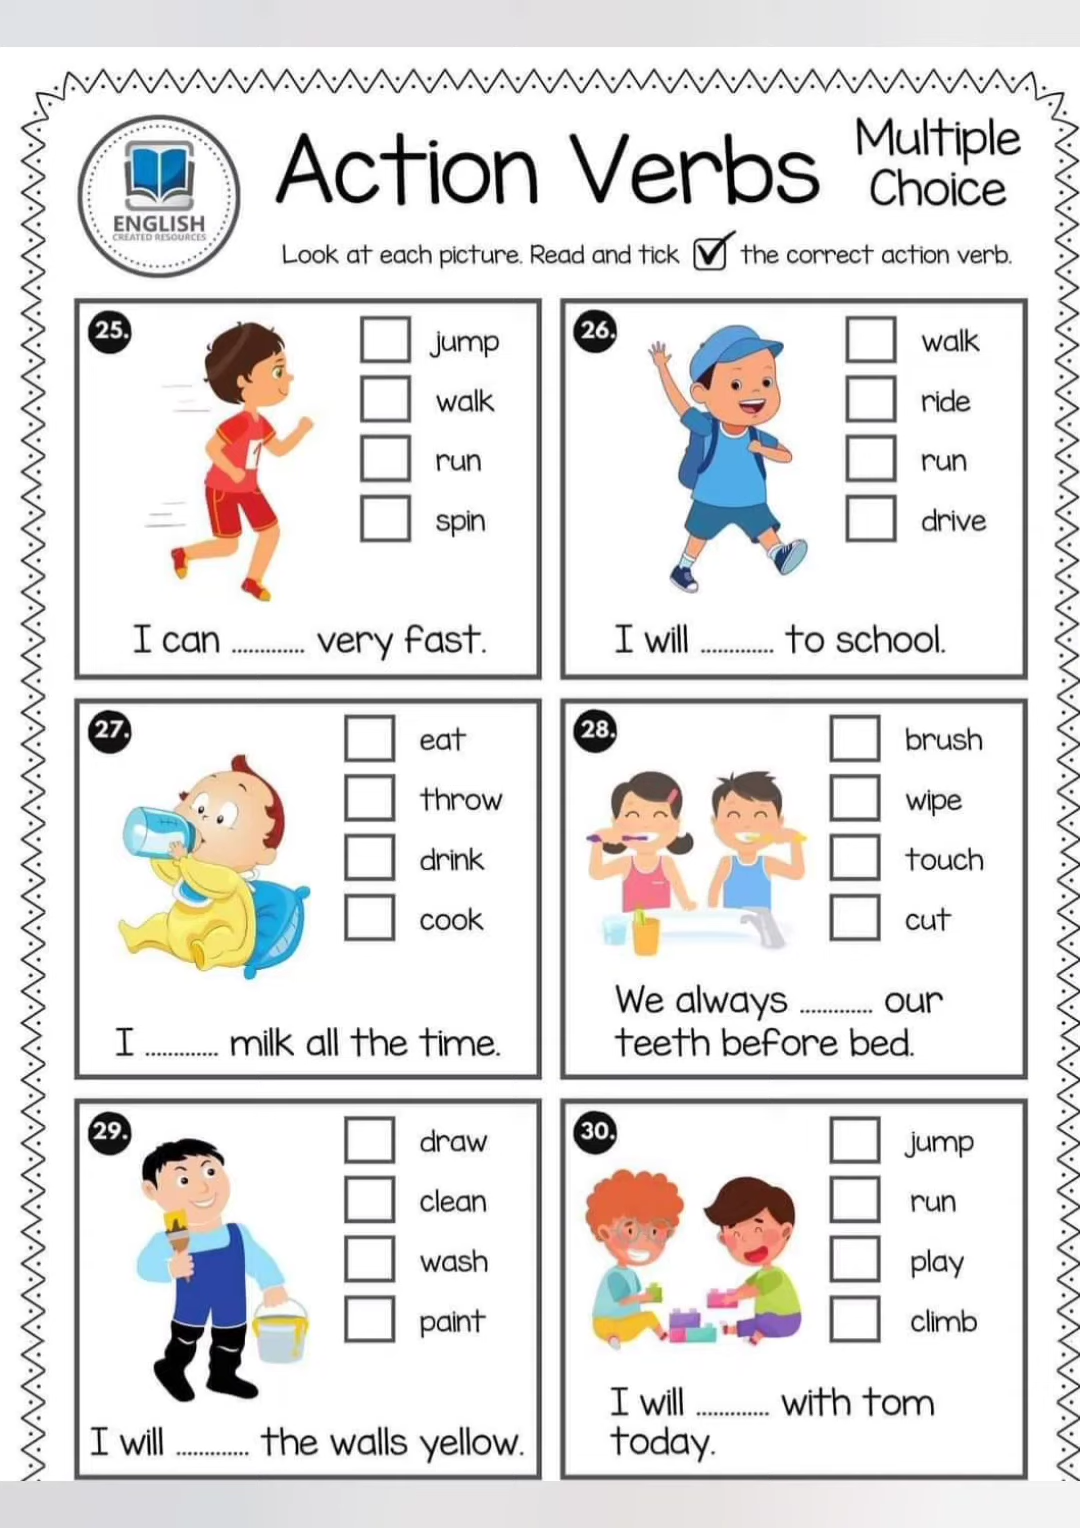 ENGLISH
CREATED RESOURCES
Action Verbs
Multiple
Choice
Look at each picture. Read and tick the correct action verb.
25.
jump
walk
run
spin
I can ............. very fast.
26.
walk
ride
run
drive
I will ............. to school.
27.
eat
throw
drink
cook
I ............. milk all the time.
28.
brush
wipe
touch
cut
We always ............. our
teeth before bed.
29.
draw
clean
wash
paint
I will ............. the walls yellow.
30.
jump
run
play
climb
I will ............. with tom
today.